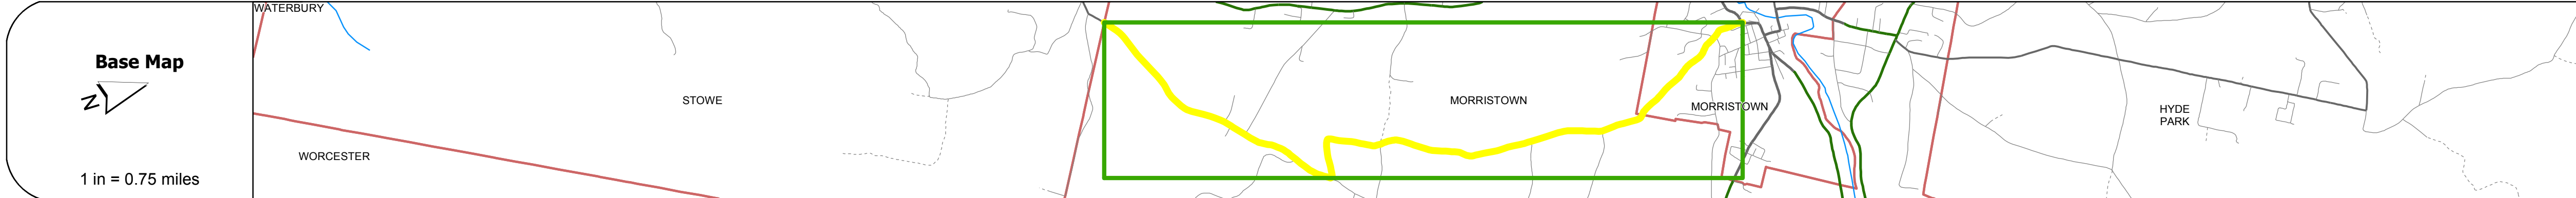 Base Map
N
1 in = 0.75 miles
WATERBURY
WORCESTER
STOWE
MORRISTOWN
MORRISTOWN
HYDE
PARK